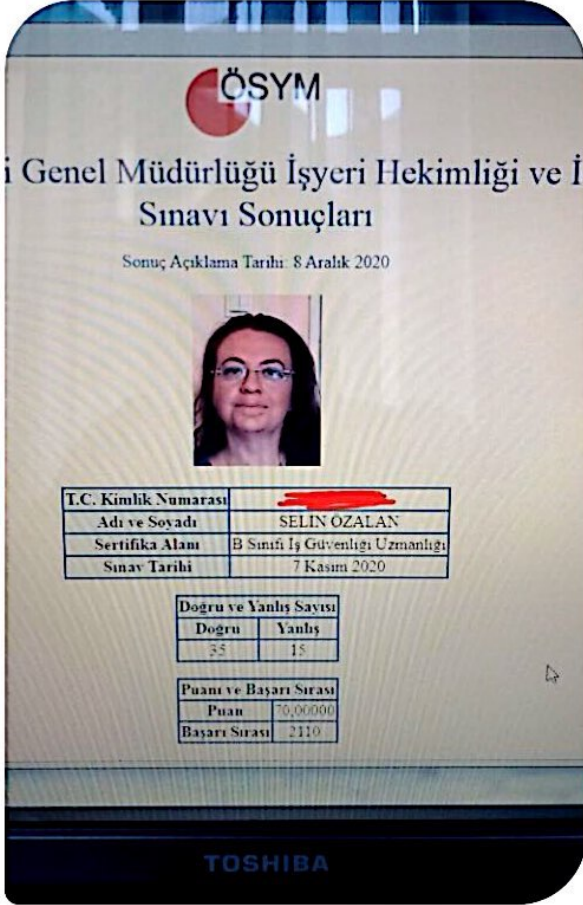 ÖSYM
i Genel Müdürlüğü İşyeri Hekimliği ve İ
Sınavı Sonuçları
Sonuç Açıklama Tarihi: 8 Aralık 2020
T.C. Kimlik Numarası
Adı ve Soyadı SELİN ÖZALAN
Sertifika Alanı B Sınıfı İş Güvenliği Uzmanlığı
Sınav Tarihi 7 Kasım 2020
Doğru ve Yanlış Sayısı
Doğru Yanlış
35 15
Puanı ve Başarı Sırası
Puan 70,00000
Başarı Sırası 2110
TOSHIBA